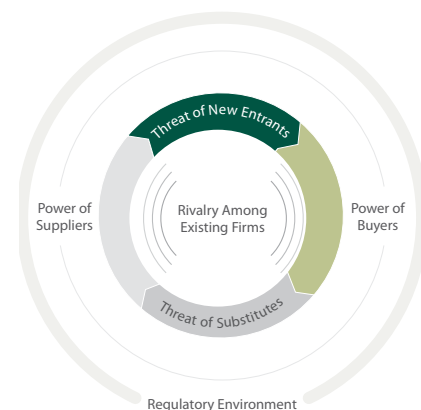 Threat of New Entrants
Power of
Suppliers
Rivalry Among
Existing Firms
Power of
Buyers
Threat of Substitutes
Regulatory Environment